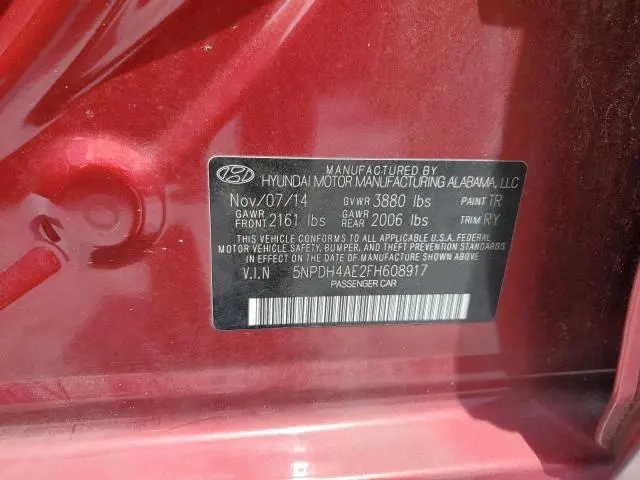 MANUFACTURED BY
HYUNDAI MOTOR MANUFACTURING ALABAMA, LLC
Nov/07/14 GVWR 3880 lbs PAINT TR
GAWR FRONT 2161 lbs GAWR REAR 2006 lbs TRIM RY
THIS VEHICLE CONFORMS TO ALL APPLICABLE U.S.A. FEDERAL
MOTOR VEHICLE SAFETY, BUMPER, AND THEFT PREVENTION STANDARDS
IN EFFECT ON THE DATE OF MANUFACTURE SHOWN ABOVE.
V.I.N 5NPDH4AE2FH608917
PASSENGER CAR